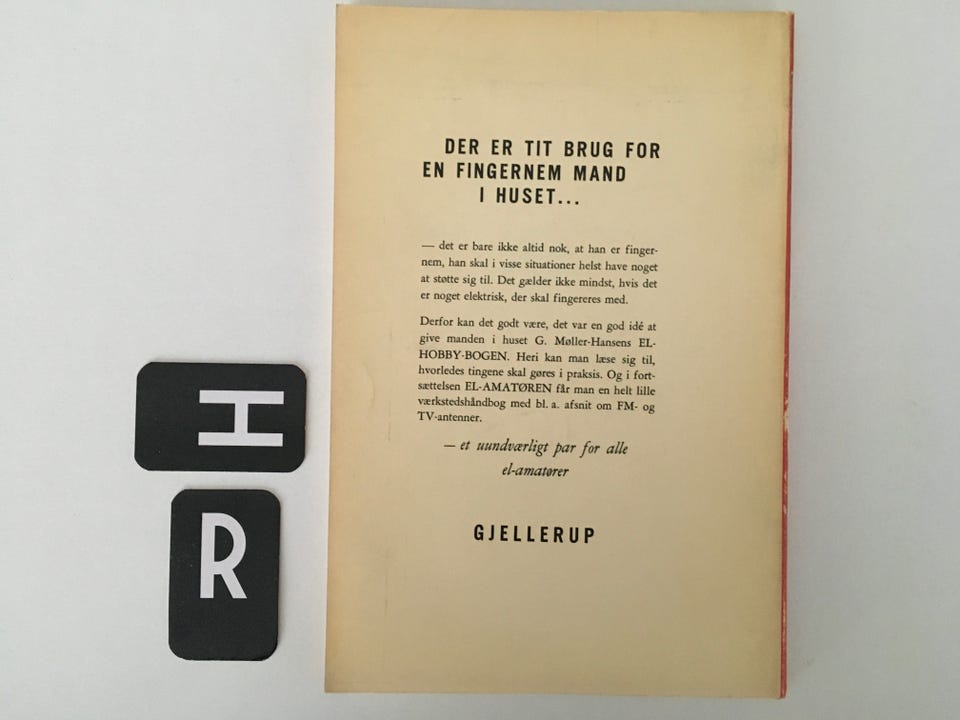 DER ER TIT BRUG FOR
EN FINGERNEM MAND
I HUSET...
— det er bare ikke altid nok, at han er finger-
nem, han skal i visse situationer helst have noget
at støtte sig til. Det gælder ikke mindst, hvis det
er noget elektrisk, der skal fingereres med.
Derfor kan det godt være, det var en god idé at
give manden i huset G. Møller-Hansens EL-
HOBBY-BOGEN. Heri kan man læse sig til,
hvorledes tingene skal gøres i praksis. Og i fort-
sættelsen EL-AMATØREN får man en helt lille
værkstedshåndbog med bl. a. afsnit om FM- og
TV-antenner.
— et uundværligt par for alle
el-amatører
GJELLERUP
H
R